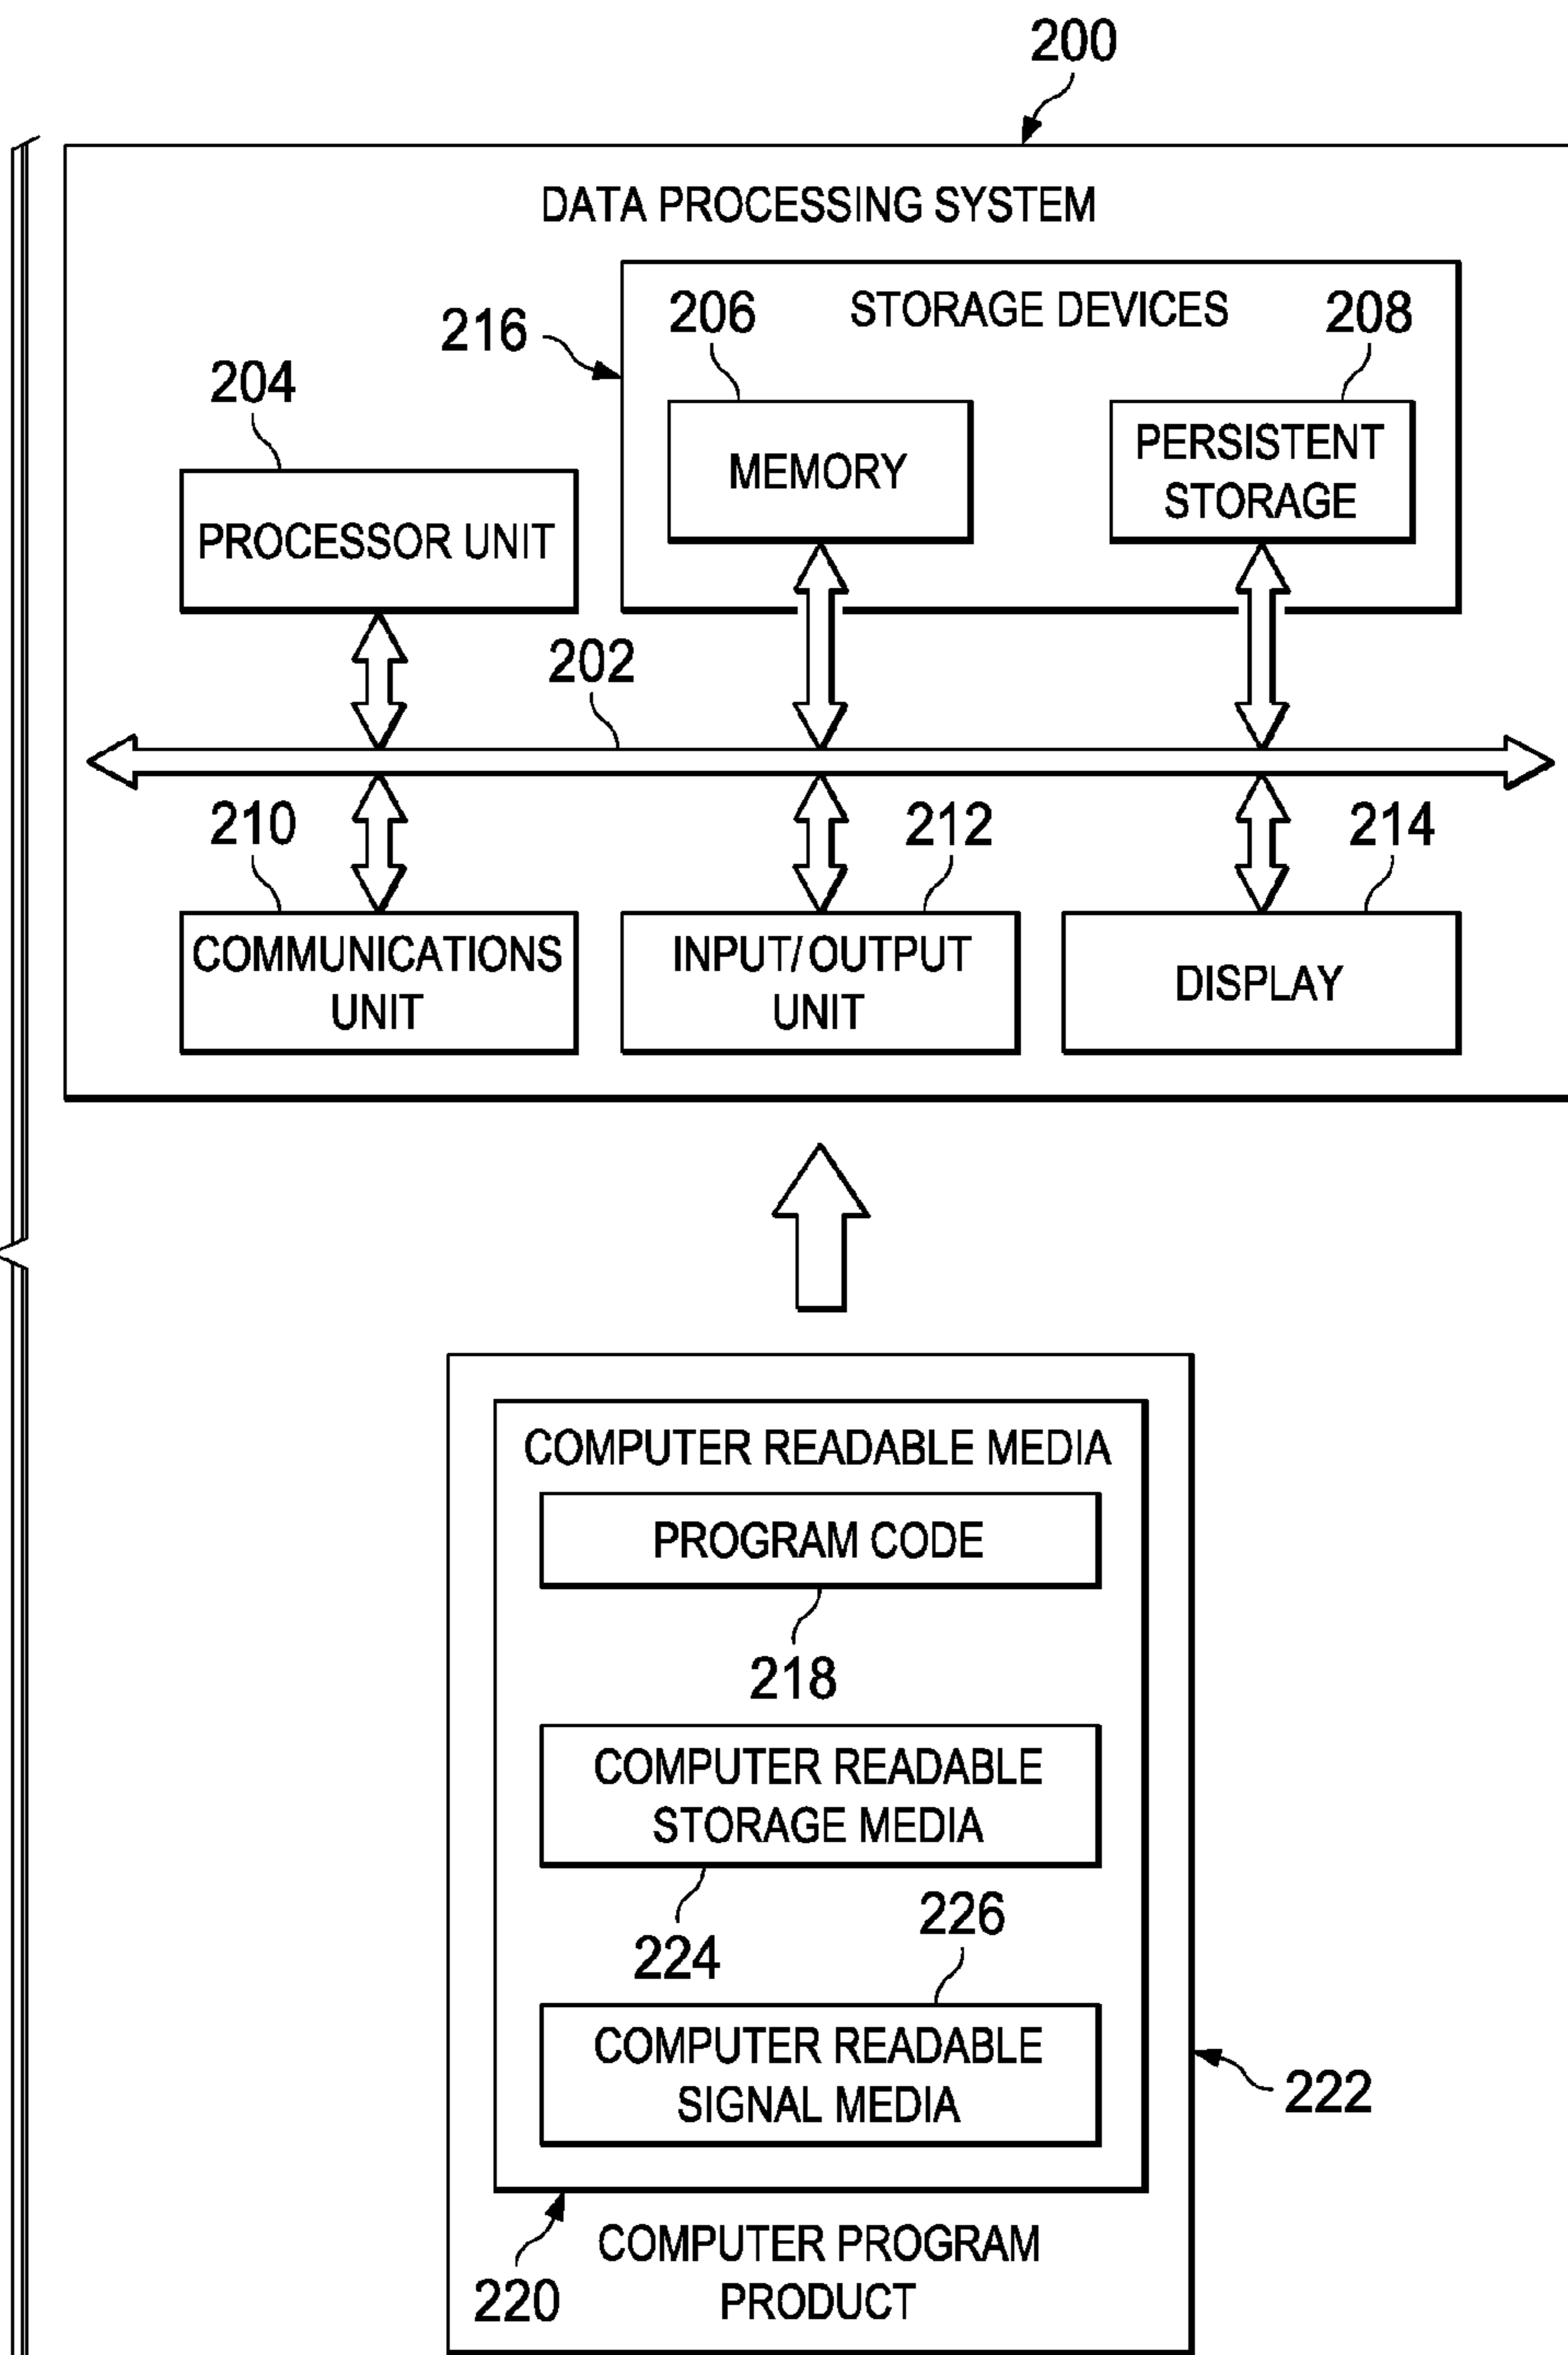 200
DATA PROCESSING SYSTEM
216
206
STORAGE DEVICES
208
204
MEMORY
PERSISTENT
STORAGE
PROCESSOR UNIT
202
210
212
214
COMMUNICATIONS
UNIT
INPUT/OUTPUT
UNIT
DISPLAY
COMPUTER READABLE MEDIA
PROGRAM CODE
218
COMPUTER READABLE
STORAGE MEDIA
224
226
COMPUTER READABLE
SIGNAL MEDIA
222
220
COMPUTER PROGRAM
PRODUCT